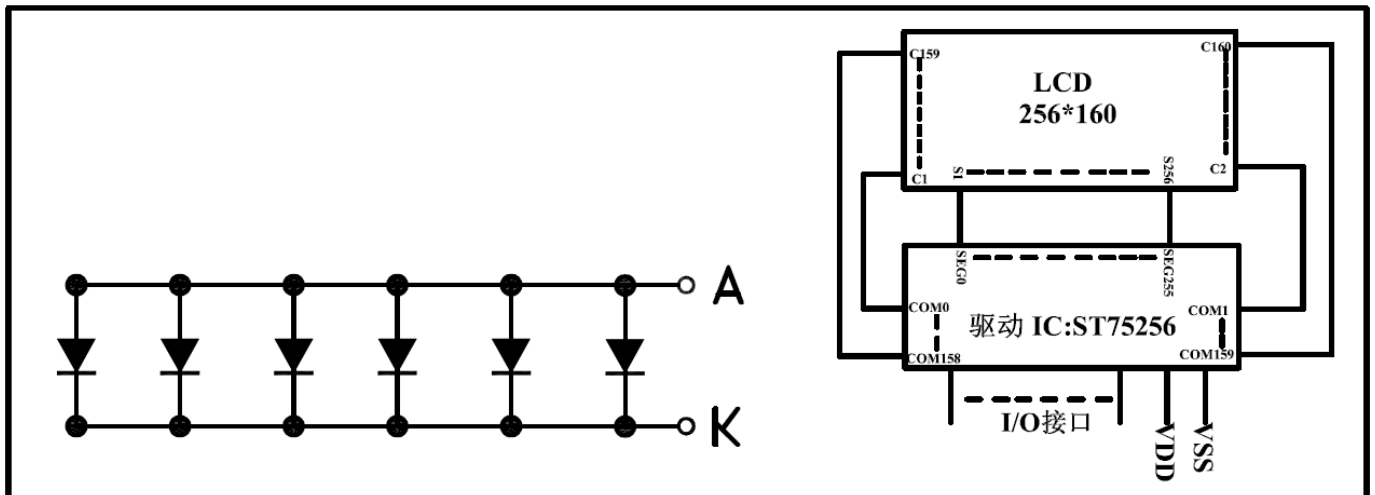 C159
C160
LCD
256*160
C1
S1
S256
C2
SEG0
SEG255
COM0
COM1
驱动 IC:ST75256
COM158
COM159
I/O接口
VDD
VSS
A
K